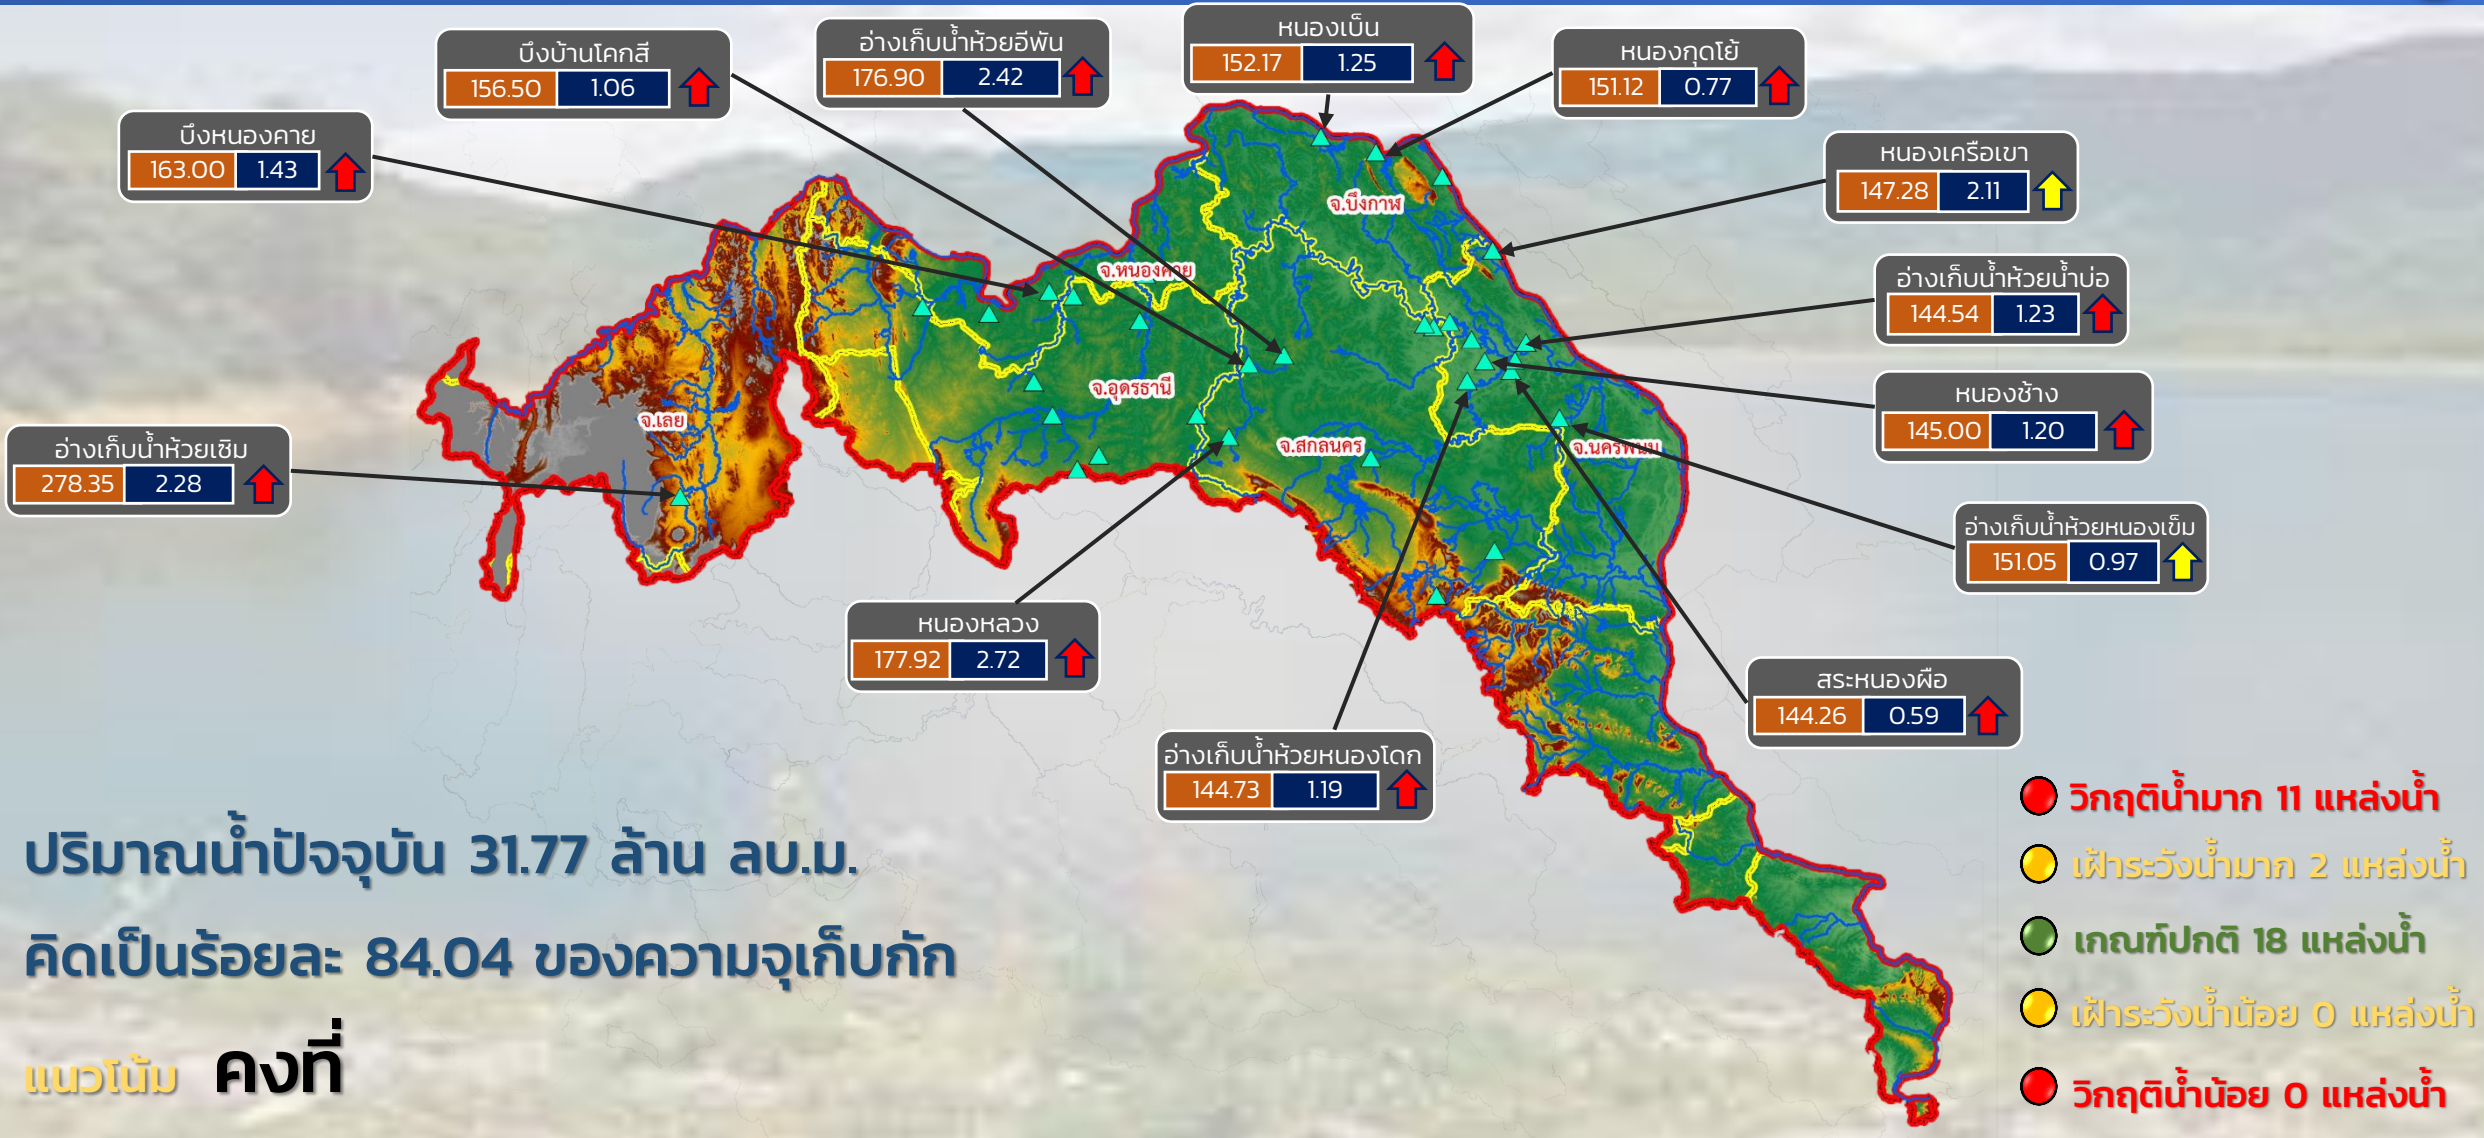 หนองเบ็น
152.17 1.25
อ่างเก็บน้ำห้วยอีพัน
176.90 2.42
บึงบ้านโคกสี
156.50 1.06
หนองกุดโย้
151.12 0.77
บึงหนองคาย
163.00 1.43
หนองเครือเขา
147.28 2.11
จ.บึงกาฬ
จ.หนองคาย
อ่างเก็บน้ำห้วยน้ำบ่อ
144.54 1.23
จ.อุดรธานี
หนองช้าง
145.00 1.20
จ.เลย
จ.สกลนคร
จ.นครพนม
อ่างเก็บน้ำห้วยเซิม
278.35 2.28
อ่างเก็บน้ำห้วยหนองเข็ม
151.05 0.97
หนองหลวง
177.92 2.72
สระหนองผือ
144.26 0.59
อ่างเก็บน้ำห้วยหนองโดก
144.73 1.19
ปริมาณน้ำปัจจุบัน 31.77 ล้าน ลบ.ม.
คิดเป็นร้อยละ 84.04 ของความจุเก็บกัก
แนวโน้ม คงที่
วิกฤติน้ำมาก 11 แหล่งน้ำ
เฝ้าระวังน้ำมาก 2 แหล่งน้ำ
เกณฑ์ปกติ 18 แหล่งน้ำ
เฝ้าระวังน้ำน้อย 0 แหล่งน้ำ
วิกฤติน้ำน้อย 0 แหล่งน้ำ